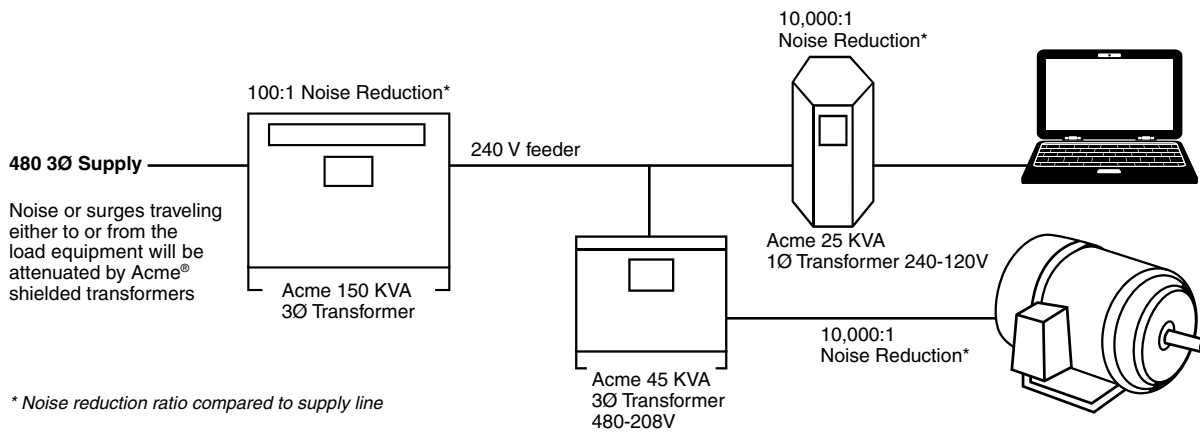 10,000:1
Noise Reduction*
100:1 Noise Reduction*
480 3Ø Supply
240 V feeder
Noise or surges traveling
either to or from the
load equipment will be
attenuated by Acme®
shielded transformers
Acme 25 KVA
1Ø Transformer 240-120V
Acme 150 KVA
3Ø Transformer
10,000:1
Noise Reduction*
Acme 45 KVA
3Ø Transformer
480-208V
* Noise reduction ratio compared to supply line